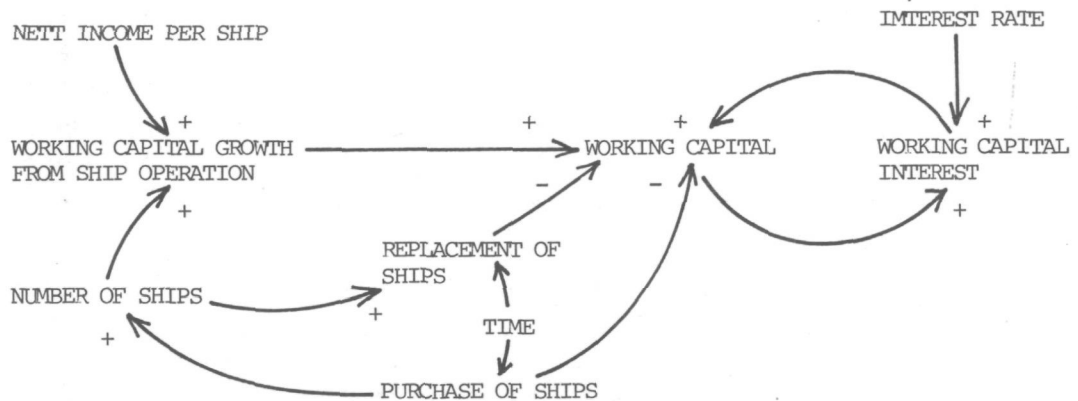 NETT INCOME PER SHIP
IMTEREST RATE
+
+
+
+
WORKING CAPITAL GROWTH
FROM SHIP OPERATION
WORKING CAPITAL
WORKING CAPITAL
INTEREST
-
-
+
+
REPLACEMENT OF
SHIPS
NUMBER OF SHIPS
+
+
TIME
PURCHASE OF SHIPS